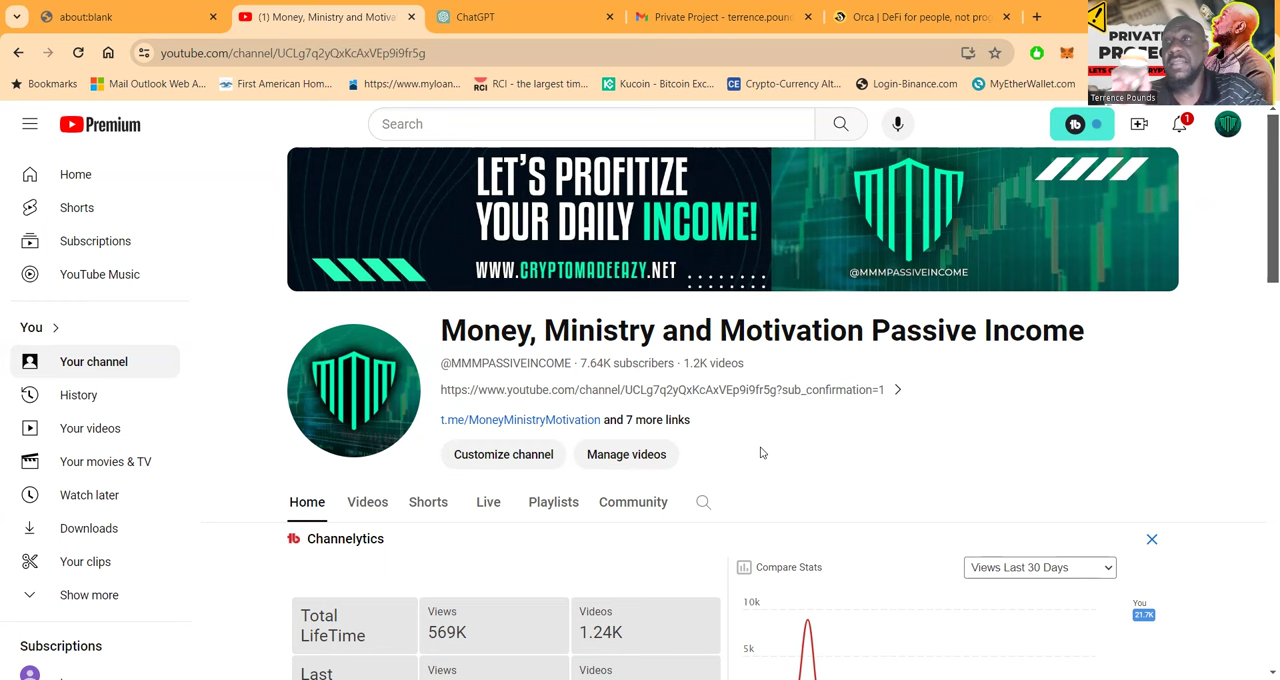 about:blank
(1) Money, Ministry and Motiva
ChatGPT
Private Project - terrence.poun
Orca | DeFi for people, not prog
youtube.com/channel/UCLg7q2yQxKcAxVEp9i9fr5g
Bookmarks
Mail Outlook Web A...
First American Hom...
https://www.myloan...
RCI - the largest tim...
Kucoin - Bitcoin Exc...
Crypto-Currency Alt...
Login-Binance.com
MyEtherWallet.com
Terrence Pounds
Premium
Search
1
Home
Shorts
Subscriptions
YouTube Music
You
Your channel
History
Your videos
Your movies & TV
Watch later
Downloads
Your clips
Show more
Subscriptions
LET'S PROFITIZE
YOUR DAILY INCOME!
WWW.CRYPTOMADEEAZY.NET
@MMMPASSIVEINCOME
Money, Ministry and Motivation Passive Income
@MMMPASSIVEINCOME · 7.64K subscribers · 1.2K videos
https://www.youtube.com/channel/UCLg7q2yQxKcAxVEp9i9fr5g?sub_confirmation=1
t.me/MoneyMinistryMotivation and 7 more links
Customize channel
Manage videos
Home
Videos
Shorts
Live
Playlists
Community
tb Channelytics
Compare Stats
Views Last 30 Days
Total
LifeTime
Views
569K
Videos
1.24K
Last
Views
Videos
10k
5k
You
21.7K